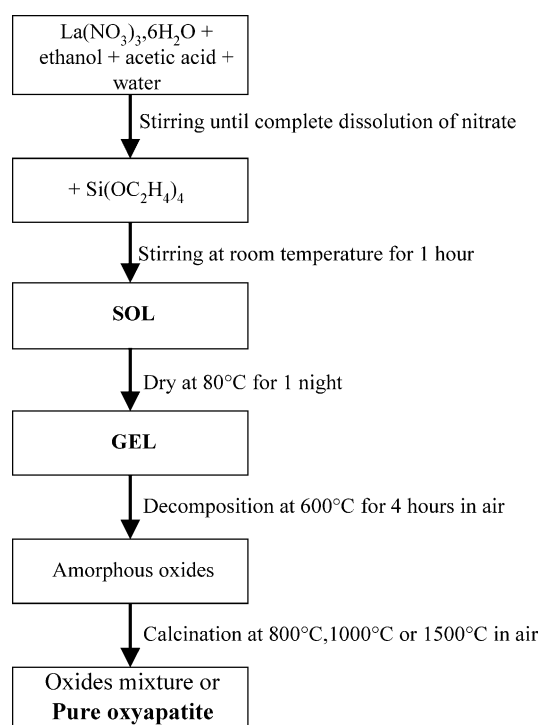 La(NO₃)₃,6H₂O +
ethanol + acetic acid +
water
Stirring until complete dissolution of nitrate
+ Si(OC₂H₄)₄
Stirring at room temperature for 1 hour
SOL
Dry at 80°C for 1 night
GEL
Decomposition at 600°C for 4 hours in air
Amorphous oxides
Calcination at 800°C,1000°C or 1500°C in air
Oxides mixture or
Pure oxyapatite